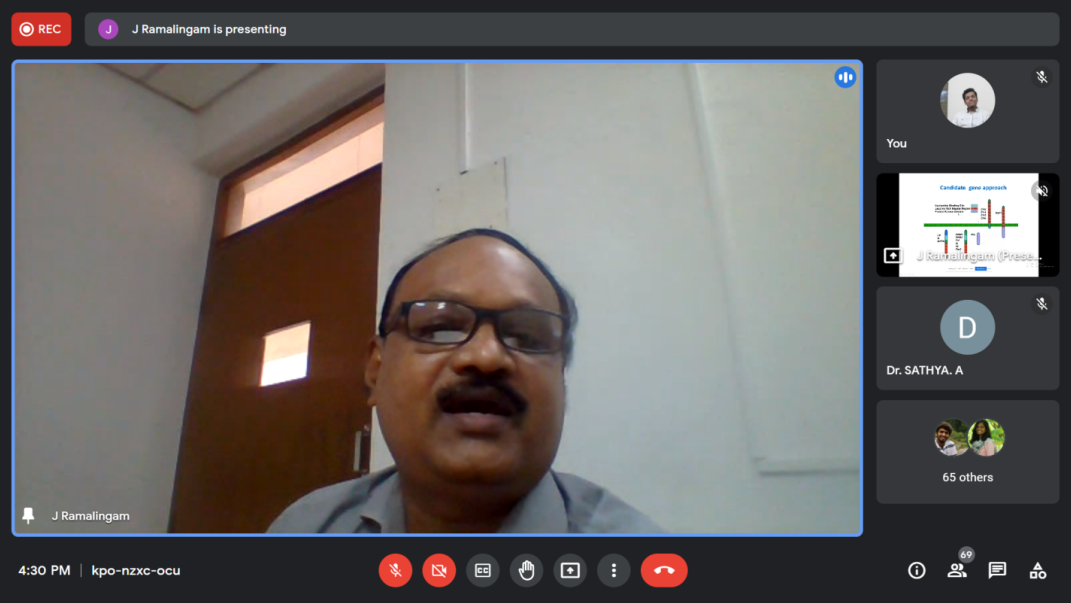 REC
J
J Ramalingam is presenting
You
Candidate gene approach
J Ramalingam (Prese...
D
Dr. SATHYA. A
65 others
J Ramalingam
4:30 PM | kpo-nzxc-ocu
CC
69